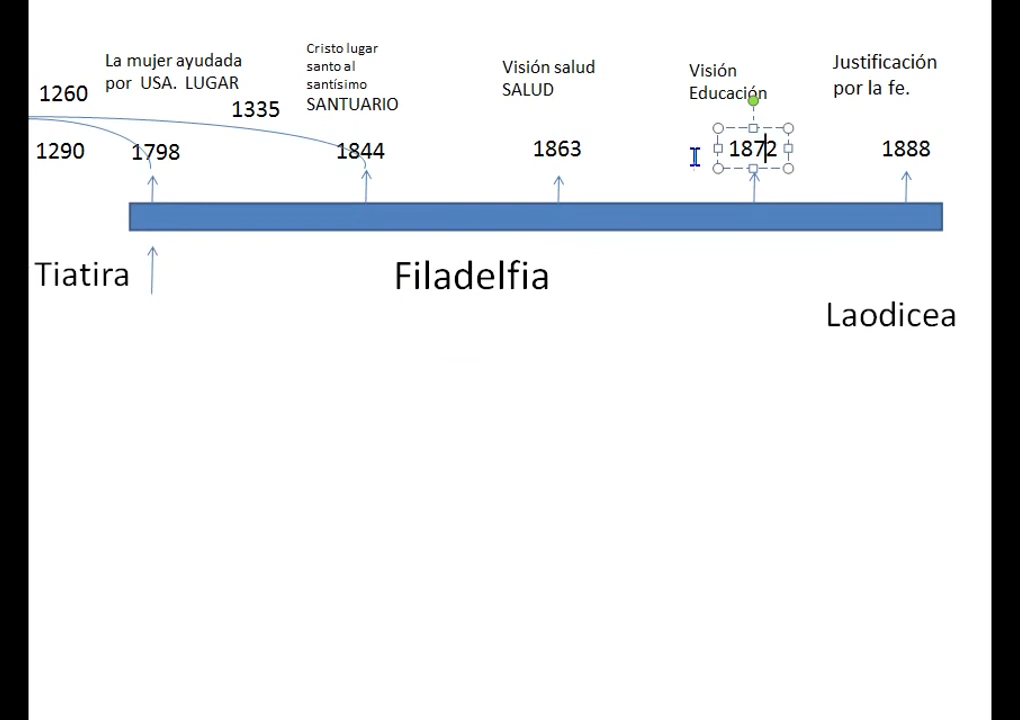 La mujer ayudada
por USA. LUGAR
Cristo lugar
santo al
santísimo
SANTUARIO
Visión salud
SALUD
Visión
Educación
Justificación
por la fe.
1260
1335
1290
1798
1844
1863
1872
1888
Tiatira
Filadelfia
Laodicea